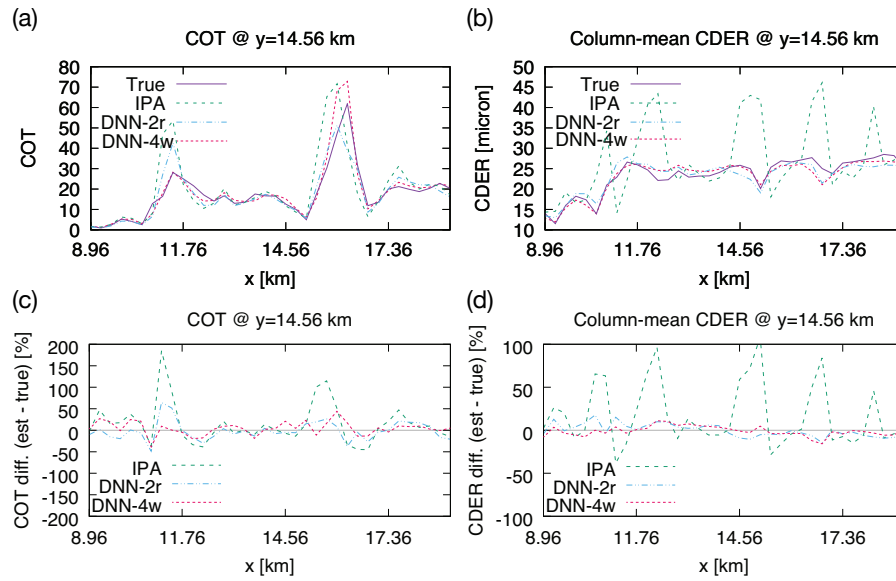 (a)
COT @ y=14.56 km
COT
80
70
60
50
40
30
20
10
0
True
IPA
DNN-2r
DNN-4w
8.96
11.76
14.56
17.36
x [km]
(b)
Column-mean CDER @ y=14.56 km
CDER [micron]
50
45
40
35
30
25
20
15
10
True
IPA
DNN-2r
DNN-4w
8.96
11.76
14.56
17.36
x [km]
(c)
COT @ y=14.56 km
COT diff. (est - true) [%]
200
150
100
50
0
-50
-100
-150
-200
IPA
DNN-2r
DNN-4w
8.96
11.76
14.56
17.36
x [km]
(d)
Column-mean CDER @ y=14.56 km
CDER diff. (est - true) [%]
100
50
0
-50
-100
IPA
DNN-2r
DNN-4w
8.96
11.76
14.56
17.36
x [km]